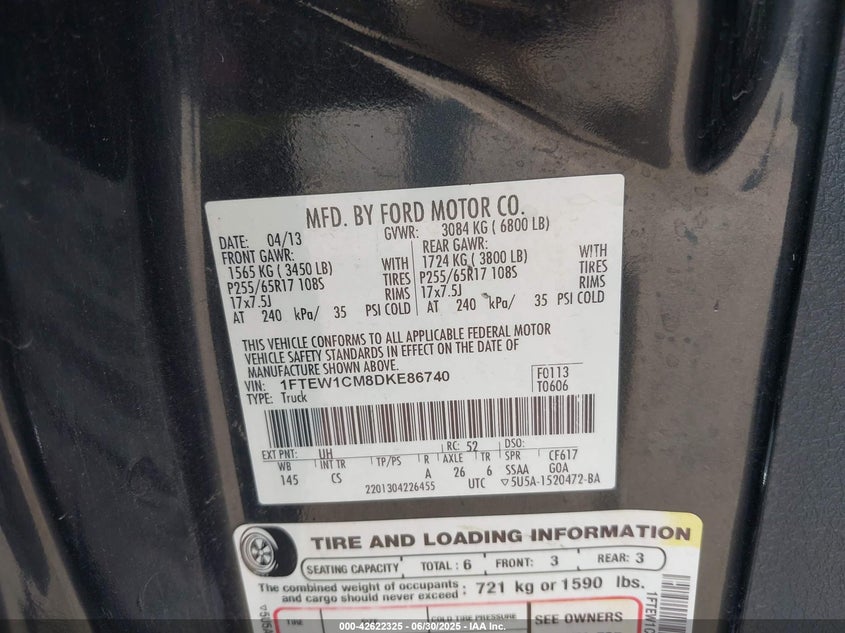 MFD. BY FORD MOTOR CO.
DATE: 04/13 GVWR: 3084 KG ( 6800 LB)
FRONT GAWR: REAR GAWR:
1565 KG ( 3450 LB) WITH 1724 KG ( 3800 LB) WITH
P255/65R17 108S TIRES P255/65R17 108S TIRES
17x7.5J RIMS 17x7.5J RIMS
AT 240 kPa/ 35 PSI COLD AT 240 kPa/ 35 PSI COLD
THIS VEHICLE CONFORMS TO ALL APPLICABLE FEDERAL MOTOR
VEHICLE SAFETY STANDARDS IN EFFECT ON THE DATE OF
MANUFACTURE SHOWN ABOVE.
VIN: 1FTEW1CM8DKE86740 F0113
TYPE: Truck T0606
EXT PNT: UH RC: 52 DSO:
WB INT TR TP/PS R AXLE TR SPR CF617
145 CS A 26 6 SSAA GOA
2201304226455 UTC ▽5U5A-1520472-BA
TIRE AND LOADING INFORMATION
SEATING CAPACITY TOTAL : 6 FRONT: 3 REAR: 3
The combined weight of occupants and cargo should never exceed : 721 kg or 1590 lbs.
TIRE COLD TIRE PRESSURE SEE OWNERS
000-42622325 - 06/30/2025 - IAA Inc.